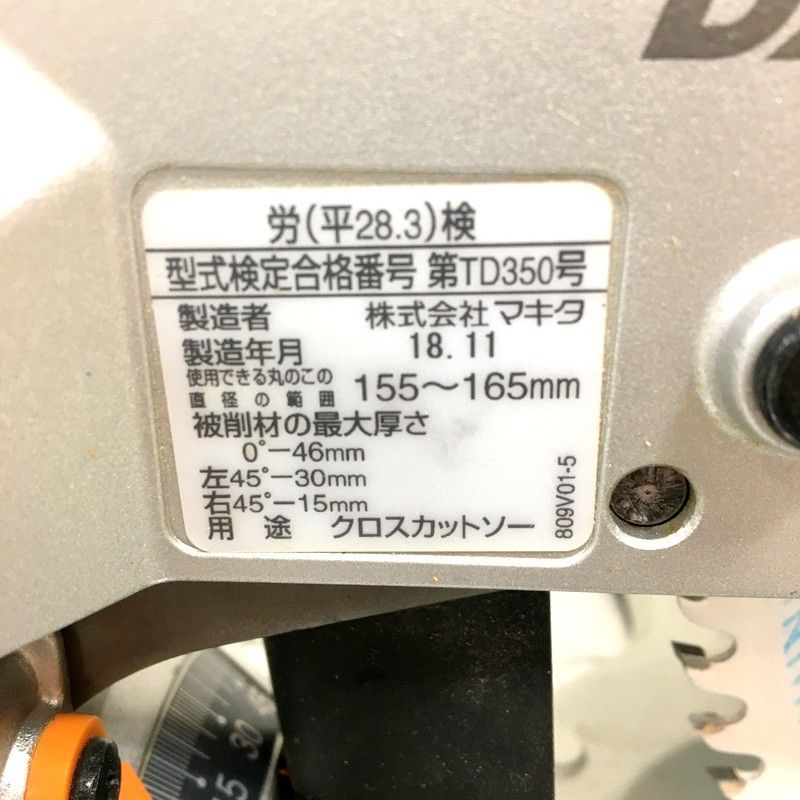 労(平28.3)検
型式検定合格番号 第TD350号
製造者 株式会社マキタ
製造年月 18.11
使用できる丸のこの
直径の範囲 155〜165mm
被削材の最大厚さ
0°ー46mm
左45°ー30mm
右45°ー15mm
用途 クロスカットソー
809V01-5
30
15